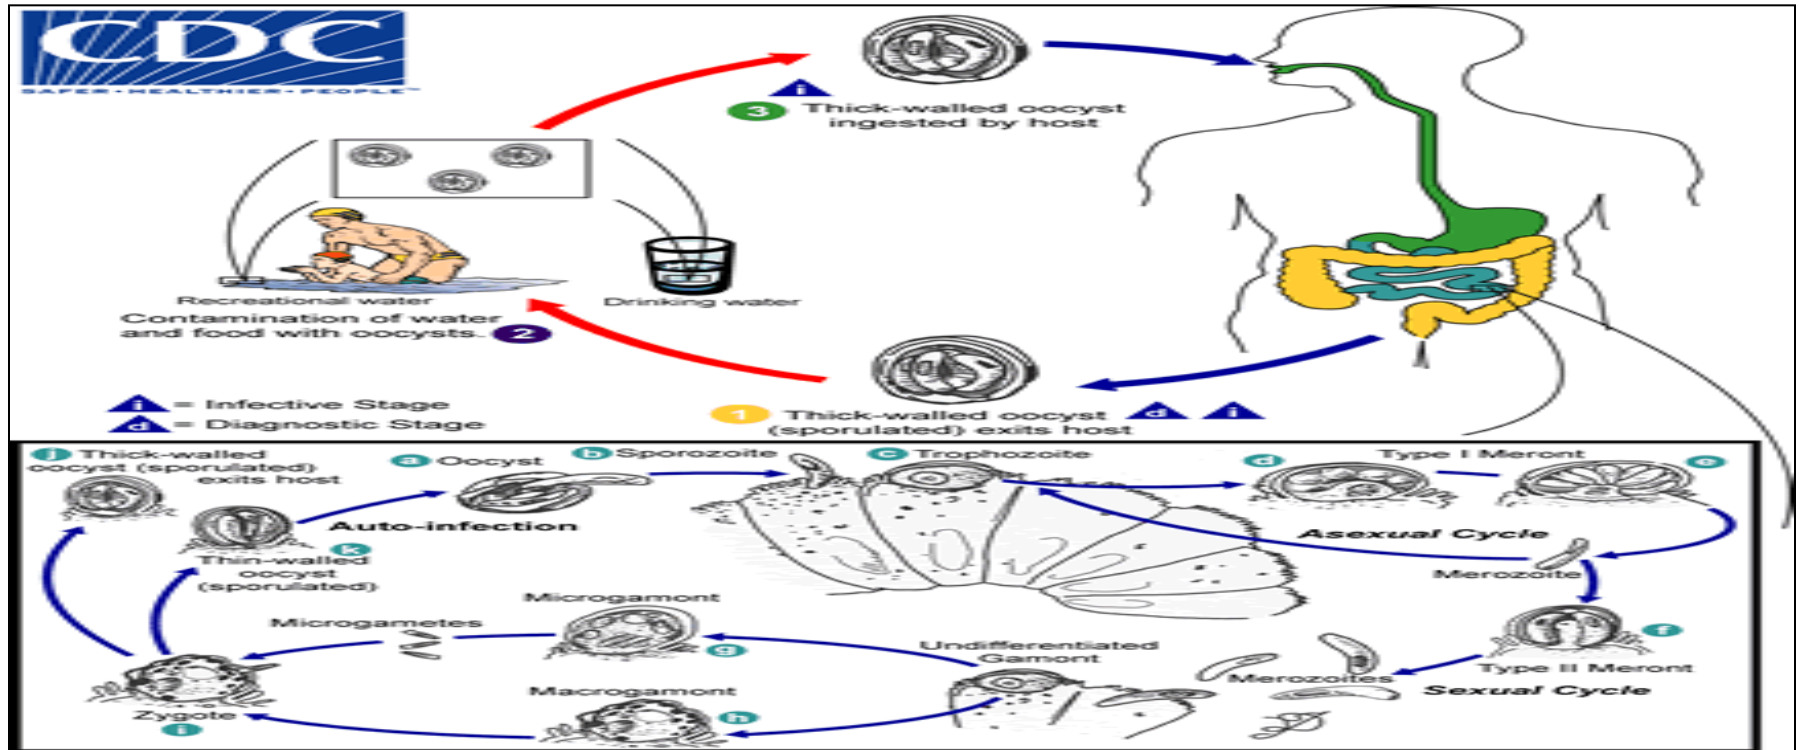 CDC
SAFER • HEALTHIER • PEOPLE™
i
3 Thick-walled oocyst
ingested by host
Recreational water
Drinking water
Contamination of water
and food with oocysts. 2
i = Infective Stage
d = Diagnostic Stage
1 Thick-walled oocyst d i
(sporulated) exits host
j Thick-walled
oocyst (sporulated)
exits host
a Oocyst
b Sporozoite
c Trophozoite
d
Type I Meront
e
Auto-infection
k
Thin-walled
oocyst
(sporulated)
Asexual Cycle
Merozoite
Microgamont
Microgametes
g
Undifferentiated
Gamont
f
Type II Meront
Merozoites
Sexual Cycle
Macrogamont
h
Zygote
i